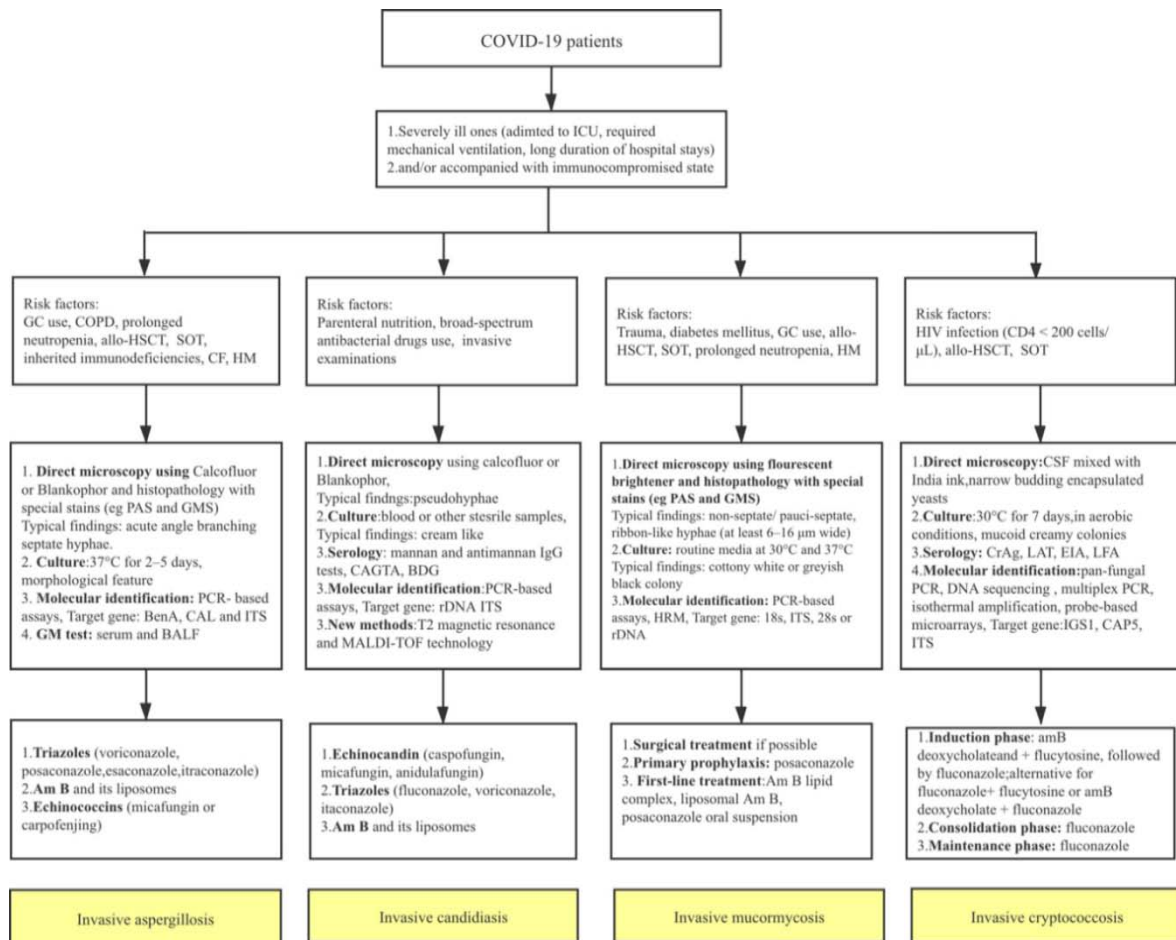 COVID-19 patients
1.Severely ill ones (adimted to ICU, required
mechanical ventilation, long duration of hospital stays)
2.and/or accompanied with immunocompromised state
Risk factors:
GC use, COPD, prolonged
neutropenia, allo-HSCT, SOT,
inherited immunodeficiencies, CF, HM
Risk factors:
Parenteral nutrition, broad-spectrum
antibacterial drugs use, invasive
examinations
Risk factors:
Trauma, diabetes mellitus, GC use, allo-
HSCT, SOT, prolonged neutropenia, HM
Risk factors:
HIV infection (CD4 < 200 cells/
μL), allo-HSCT, SOT
1. Direct microscopy using Calcofluor
or Blankophor and histopathology with
special stains (eg PAS and GMS)
Typical findings: acute angle branching
septate hyphae.
2. Culture:37°C for 2–5 days,
morphological feature
3. Molecular identification: PCR- based
assays, Target gene: BenA, CAL and ITS
4. GM test: serum and BALF
1.Direct microscopy using calcofluor or
Blankophor,
Typical findngs:pseudohyphae
2.Culture:blood or other stesrile samples,
Typical findings: cream like
3.Serology: mannan and antimannan IgG
tests, CAGTA, BDG
3.Molecular identification:PCR-based
assays, Target gene: rDNA ITS
3.New methods:T2 magnetic resonance
and MALDI-TOF technology
1.Direct microscopy using flourescent
brightener and histopathology with special
stains (eg PAS and GMS)
Typical findings: non-septate/ pauci-septate,
ribbon-like hyphae (at least 6–16 μm wide)
2.Culture: routine media at 30°C and 37°C
Typical findings: cottony white or greyish
black colony
3.Molecular identification: PCR-based
assays, HRM, Target gene: 18s, ITS, 28s or
rDNA
1.Direct microscopy:CSF mixed with
India ink,narrow budding encapsulated
yeasts
2.Culture:30°C for 7 days,in aerobic
conditions, mucoid creamy colonies
3.Serology: CrAg, LAT, EIA, LFA
4.Molecular identification:pan-fungal
PCR, DNA sequencing , multiplex PCR,
isothermal amplification, probe-based
microarrays, Target gene:IGS1, CAP5,
ITS
1.Triazoles (voriconazole,
posaconazole,esaconazole,itraconazole)
2.Am B and its liposomes
3.Echinococcins (micafungin or
carpofenjing)
1.Echinocandin (caspofungin,
micafungin, anidulafungin)
2.Triazoles (fluconazole, voriconazole,
itaconazole)
3.Am B and its liposomes
1.Surgical treatment if possible
2.Primary prophylaxis: posaconazole
3. First-line treatment:Am B lipid
complex, liposomal Am B,
posaconazole oral suspension
1.Induction phase: amB
deoxycholateand + flucytosine, followed
by fluconazole;alternative for
fluconazole+ flucytosine or amB
deoxycholate + fluconazole
2.Consolidation phase: fluconazole
3.Maintenance phase: fluconazole
Invasive aspergillosis
Invasive candidiasis
Invasive mucormycosis
Invasive cryptococcosis